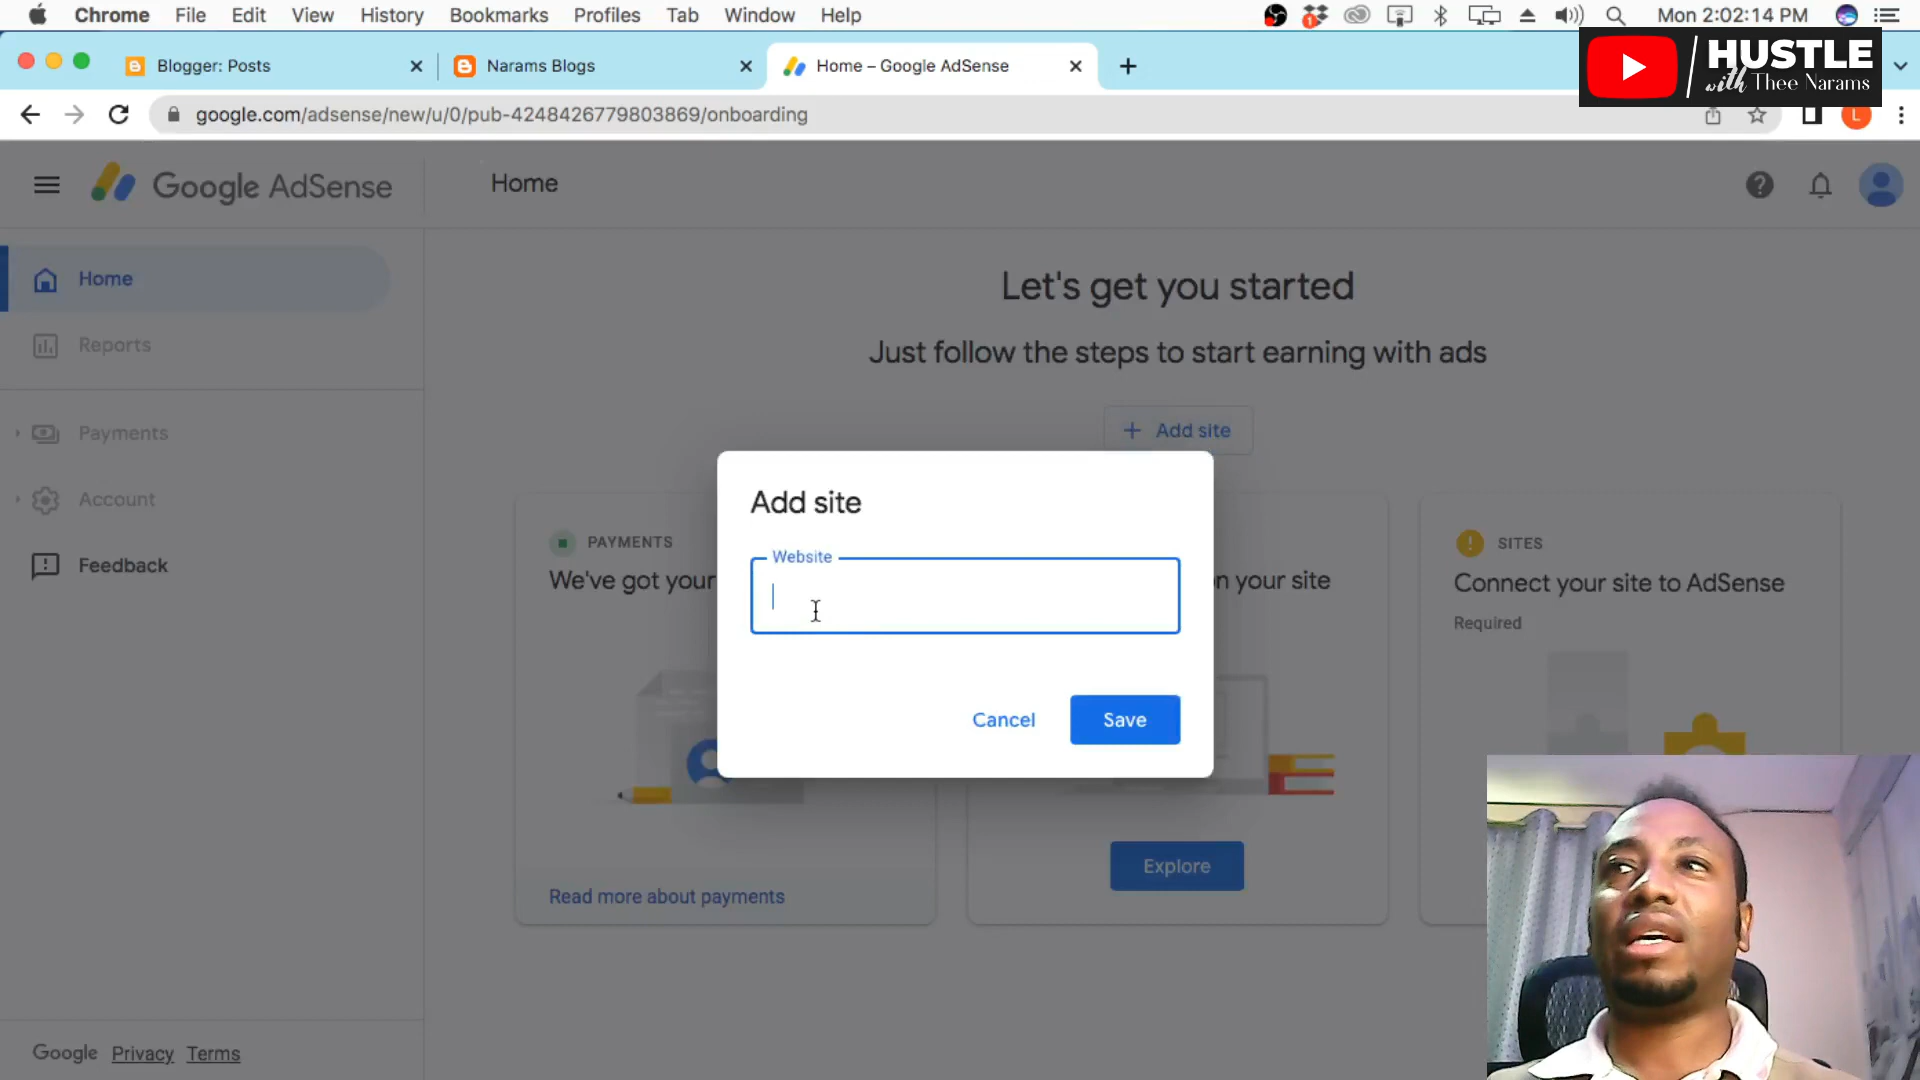 Chrome File Edit View History Bookmarks Profiles Tab Window Help
1
Mon 2:02:14 PM
Blogger: Posts
Narams Blogs
Home – Google AdSense
HUSTLE
with Thee Narams
google.com/adsense/new/u/0/pub-4248426779803869/onboarding
L
Google AdSense
Home
Home
Reports
Payments
Account
Feedback
Let's get you started
Just follow the steps to start earning with ads
+ Add site
PAYMENTS
We've got your
n your site
SITES
Connect your site to AdSense
Required
Add site
Website
Cancel
Save
Read more about payments
Explore
Google Privacy Terms